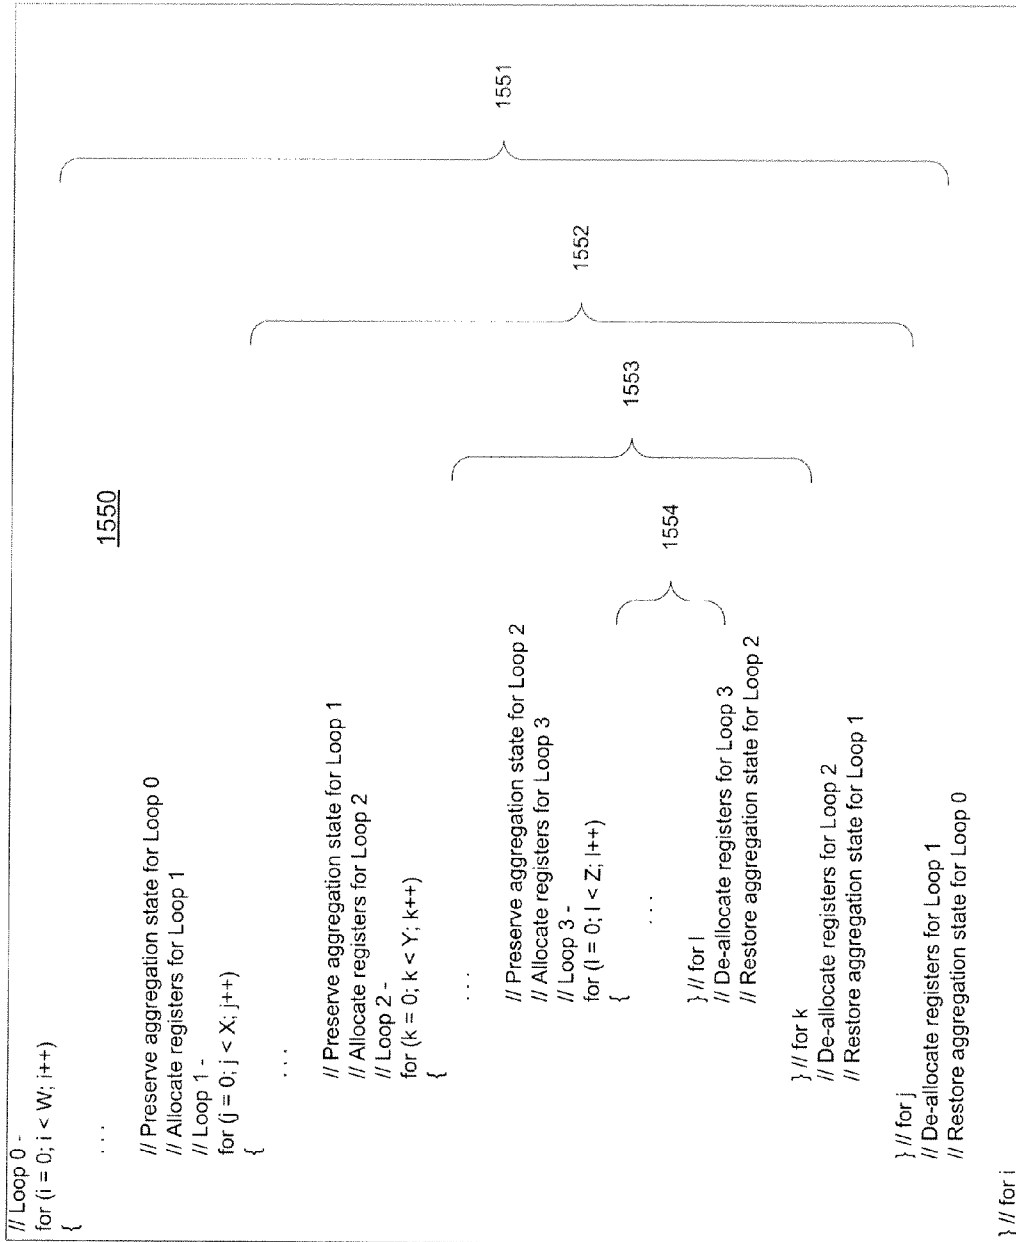 // Loop 0 -
for (i = 0; i < W; i++)
{
. . .
// Preserve aggregation state for Loop 0
// Allocate registers for Loop 1
// Loop 1 -
for (j = 0; j < X; j++)
{
. . .
// Preserve aggregation state for Loop 1
// Allocate registers for Loop 2
// Loop 2 -
for (k = 0; k < Y; k++)
{
. . .
// Preserve aggregation state for Loop 2
// Allocate registers for Loop 3
// Loop 3 -
for (l = 0; l < Z; l++)
{
. . .
} // for l
// De-allocate registers for Loop 3
// Restore aggregation state for Loop 2
} // for k
// De-allocate registers for Loop 2
// Restore aggregation state for Loop 1
} // for j
// De-allocate registers for Loop 1
// Restore aggregation state for Loop 0
} // for i
1550
1554
1553
1552
1551